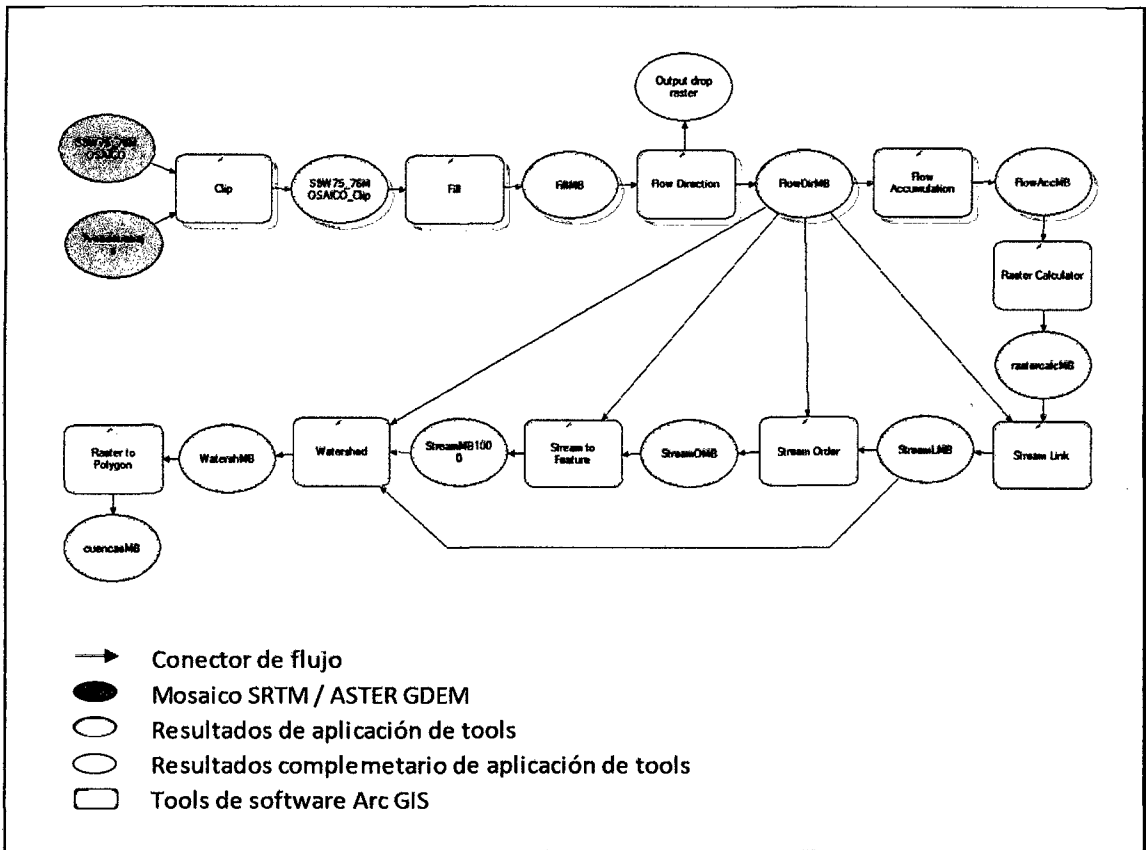 Output drop
raster
OSAICO
Clip
S8W75_76M
OSAICO_Clip
Fill
FillMB
Flow Direction
FlowDirMB
Flow
Accumulation
FlowAccMB
Raster Calculator
rastercalcMB
Raster to
Polygon
WatershMB
Watershed
StreamMB100
0
Stream to
Feature
StreamOMB
Stream Order
StreamLMB
Stream Link
cuencasMB
Conector de flujo
Mosaico SRTM / ASTER GDEM
Resultados de aplicación de tools
Resultados complemetario de aplicación de tools
Tools de software Arc GIS